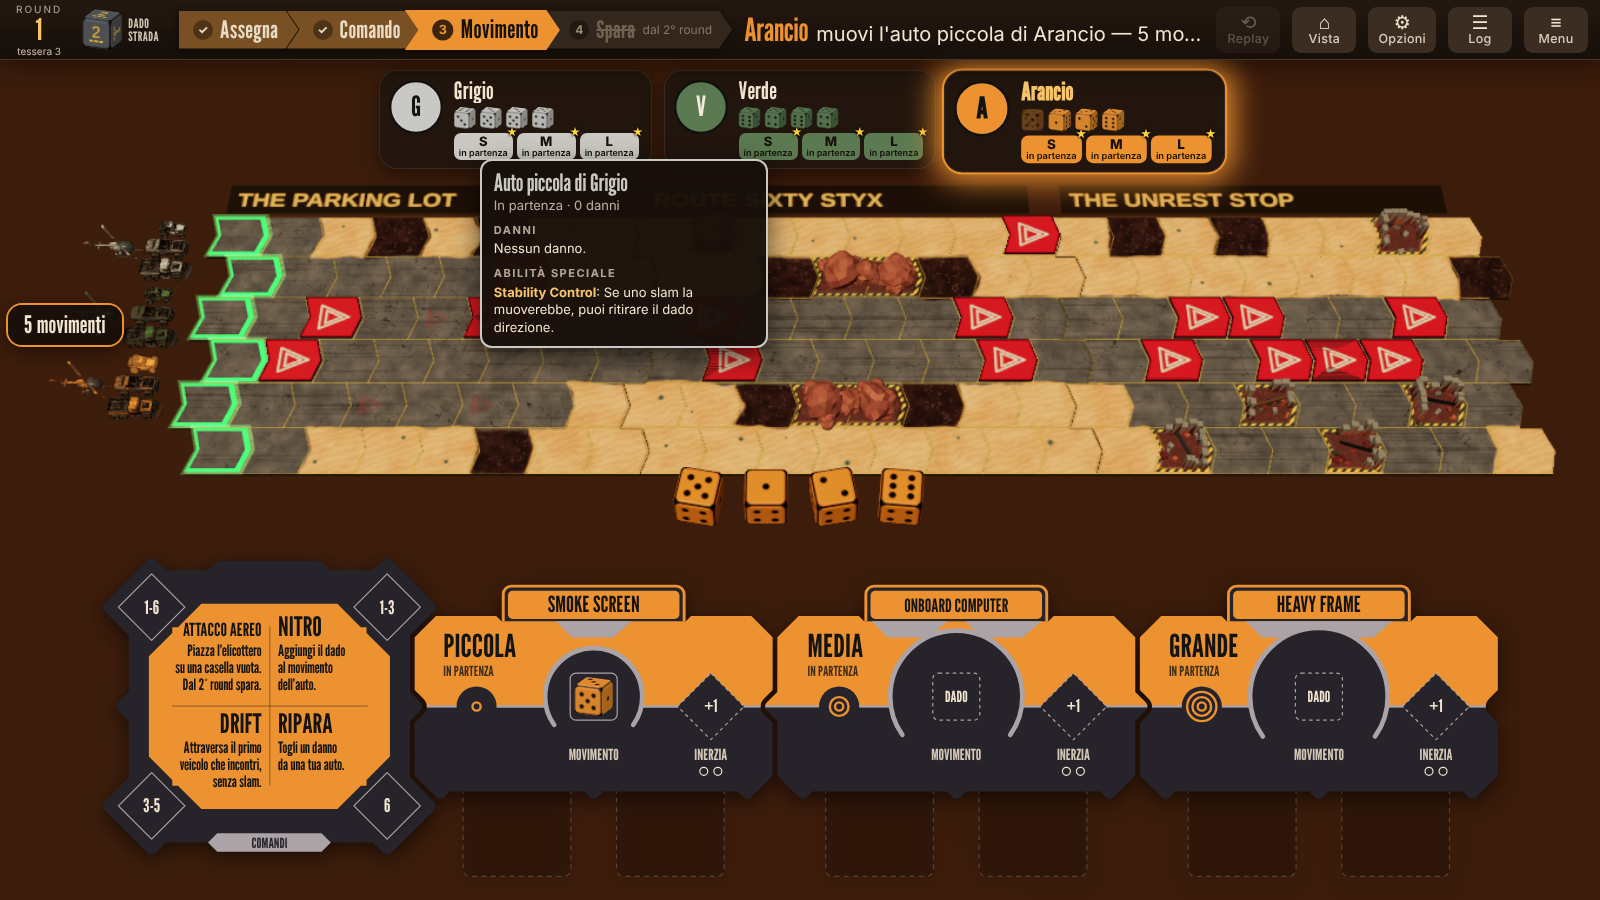 ROUND
1
tessera 3
2
DADO
STRADA
Assegna
Comando
3 Movimento
4 Spara dal 2° round
Arancio muovi l'auto piccola di Arancio — 5 mo...
Replay
Vista
Opzioni
Log
Menu
G
Grigio
S in partenza
M in partenza
L in partenza
V
Verde
S in partenza
M in partenza
L in partenza
A
Arancio
S in partenza
M in partenza
L in partenza
THE PARKING LOT
ROUTE SIXTY STYX
THE UNREST STOP
Auto piccola di Grigio
In partenza · 0 danni
DANNI
Nessun danno.
ABILITÀ SPECIALE
Stability Control: Se uno slam la
muoverebbe, puoi ritirare il dado
direzione.
5 movimenti
1-6
1-3
ATTACCO AEREO
Piazza l'elicottero
su una casella vuota.
Dal 2° round spara.
NITRO
Aggiungi il dado
al movimento
dell'auto.
DRIFT
Attraversa il primo
veicolo che incontri,
senza slam.
RIPARA
Togli un danno
da una tua auto.
3-5
6
COMANDI
SMOKE SCREEN
PICCOLA
IN PARTENZA
+1
MOVIMENTO
INERZIA
ONBOARD COMPUTER
MEDIA
IN PARTENZA
DADO
+1
MOVIMENTO
INERZIA
HEAVY FRAME
GRANDE
IN PARTENZA
DADO
+1
MOVIMENTO
INERZIA